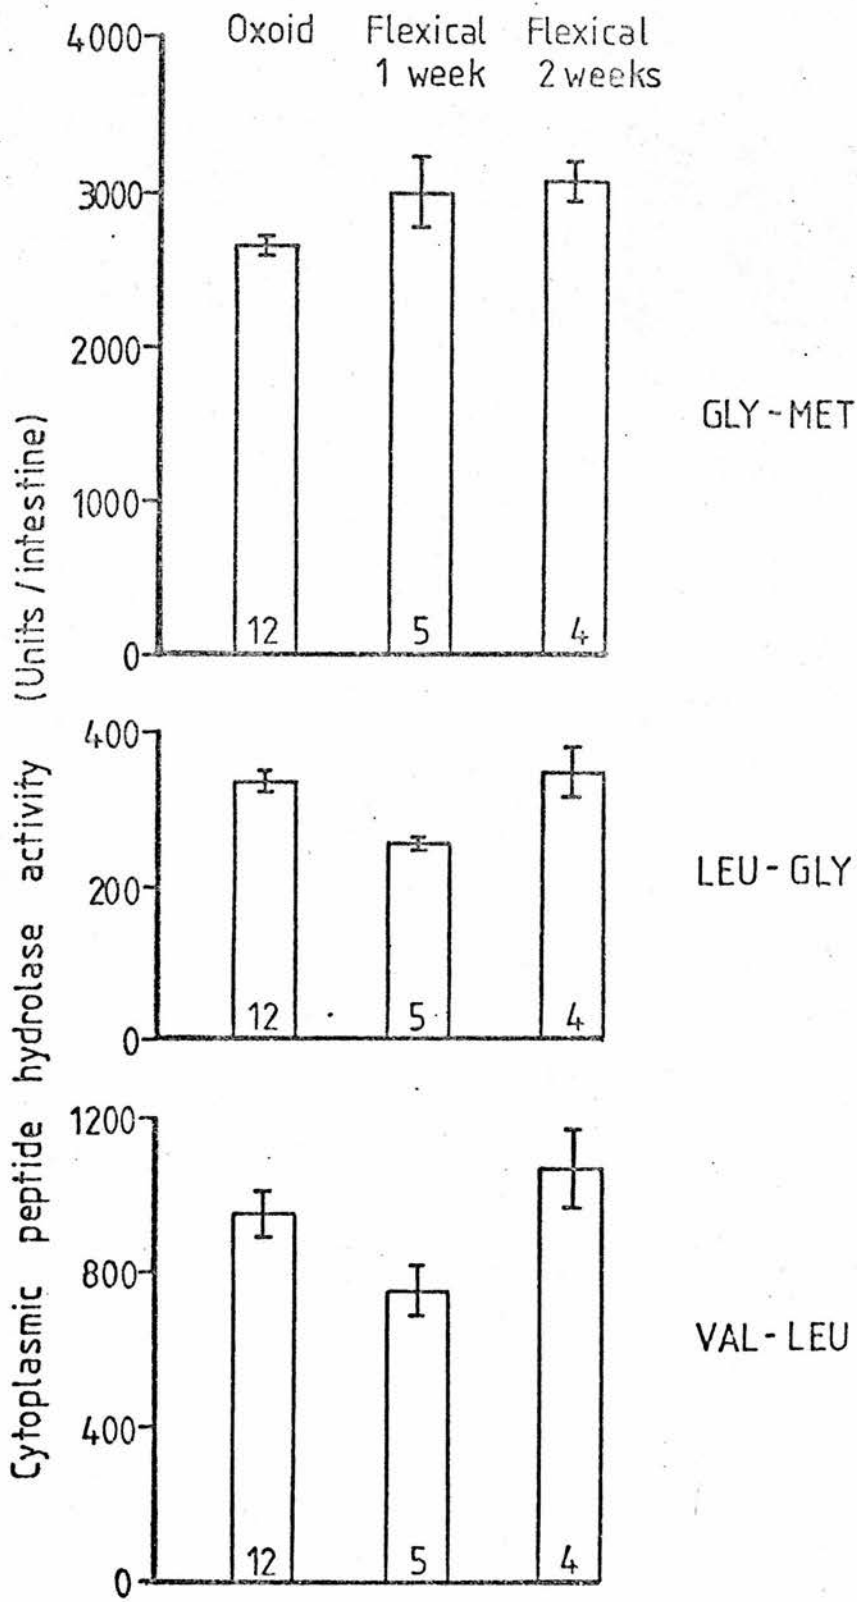 Oxoid Flexical Flexical
1 week 2 weeks
4000
3000
2000
1000
0
12 5 4
GLY-MET
400
200
0
12 5 4
LEU-GLY
1200
800
400
0
12 5 4
VAL-LEU
Cytoplasmic peptide hydrolase activity (Units/intestine)